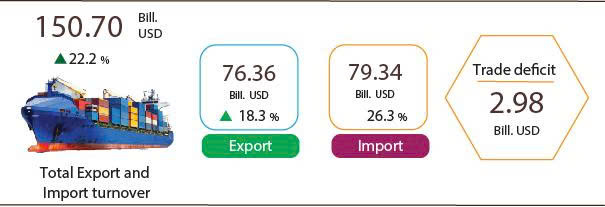 150.70 Bill. USD
▲ 22.2 %
Total Export and
Import turnover
76.36
Bill. USD
▲ 18.3 %
Export
79.34
Bill. USD
26.3 %
Import
Trade deficit
2.98
Bill. USD